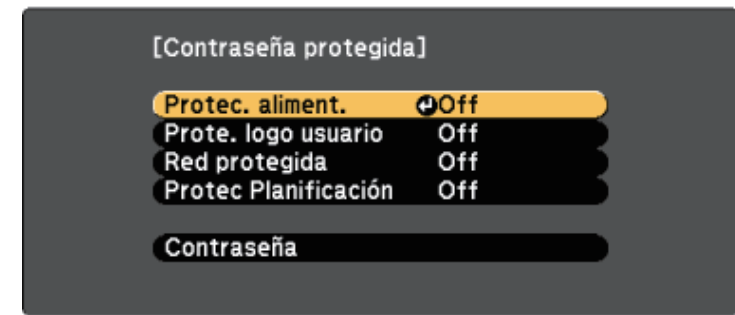 [Contraseña protegida]
Protec. aliment. Off
Prote. logo usuario Off
Red protegida Off
Protec Planificación Off
Contraseña